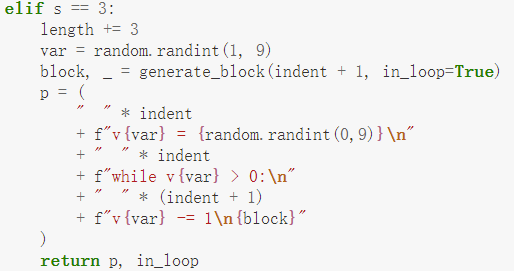 elif s == 3:
    length += 3
    var = random.randint(1, 9)
    block, _ = generate_block(indent + 1, in_loop=True)
    p = (
        " " * indent
        + f"v{var} = {random.randint(0,9)}\n"
        + " " * indent
        + f"while v{var} > 0:\n"
        + " " * (indent + 1)
        + f"v{var} -= 1\n{block}"
    )
    return p, in_loop